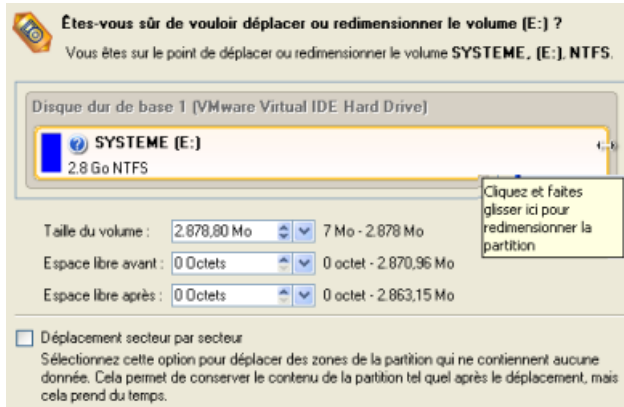 Êtes-vous sûr de vouloir déplacer ou redimensionner le volume (E:) ?
Vous êtes sur le point de déplacer ou redimensionner le volume SYSTEME, (E:), NTFS.
Disque dur de base 1 (VMware Virtual IDE Hard Drive)
SYSTEME (E:)
2.8 Go NTFS
Cliquez et faites
glisser ici pour
redimensionner la
partition
Taille du volume : 2.878,80 Mo 7 Mo - 2.878 Mo
Espace libre avant : 0 Octets 0 octet - 2.870,96 Mo
Espace libre après : 0 Octets 0 octet - 2.863,15 Mo
Déplacement secteur par secteur
Sélectionnez cette option pour déplacer des zones de la partition qui ne contiennent aucune
donnée. Cela permet de conserver le contenu de la partition tel quel après le déplacement, mais
cela prend du temps.